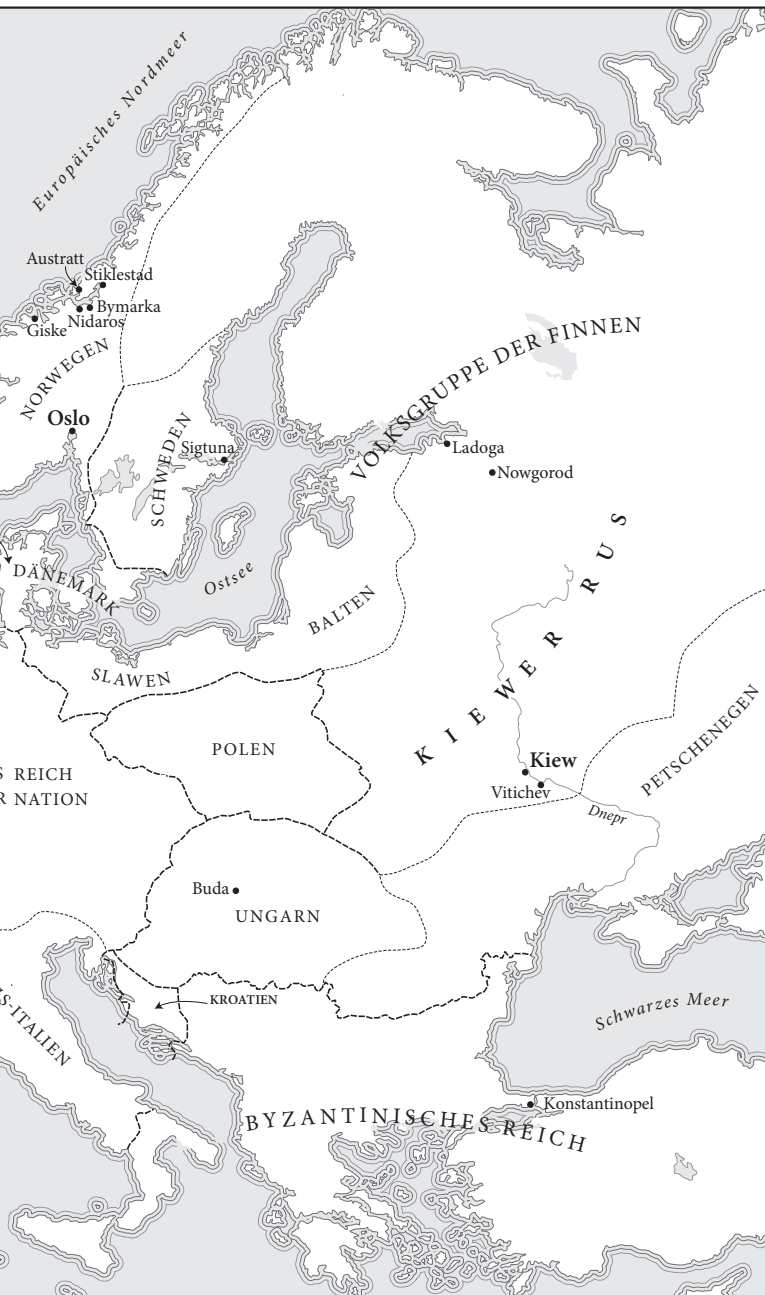 Europäisches Nordmeer
Austratt
Stiklestad
Bymarka
Nidaros
Giske
NORWEGEN
VOLKSGRUPPE DER FINNEN
Oslo
SCHWEDEN
Sigtuna
Ladoga
Nowgorod
DÄNEMARK
Ostsee
BALTEN
KIEWER RUS
SLAWEN
POLEN
PETSCHENEGEN
S REICH
R NATION
Kiew
Vitichev
Dnepr
Buda
UNGARN
KROATIEN
Schwarzes Meer
S-ITALIEN
Konstantinopel
BYZANTINISCHES REICH